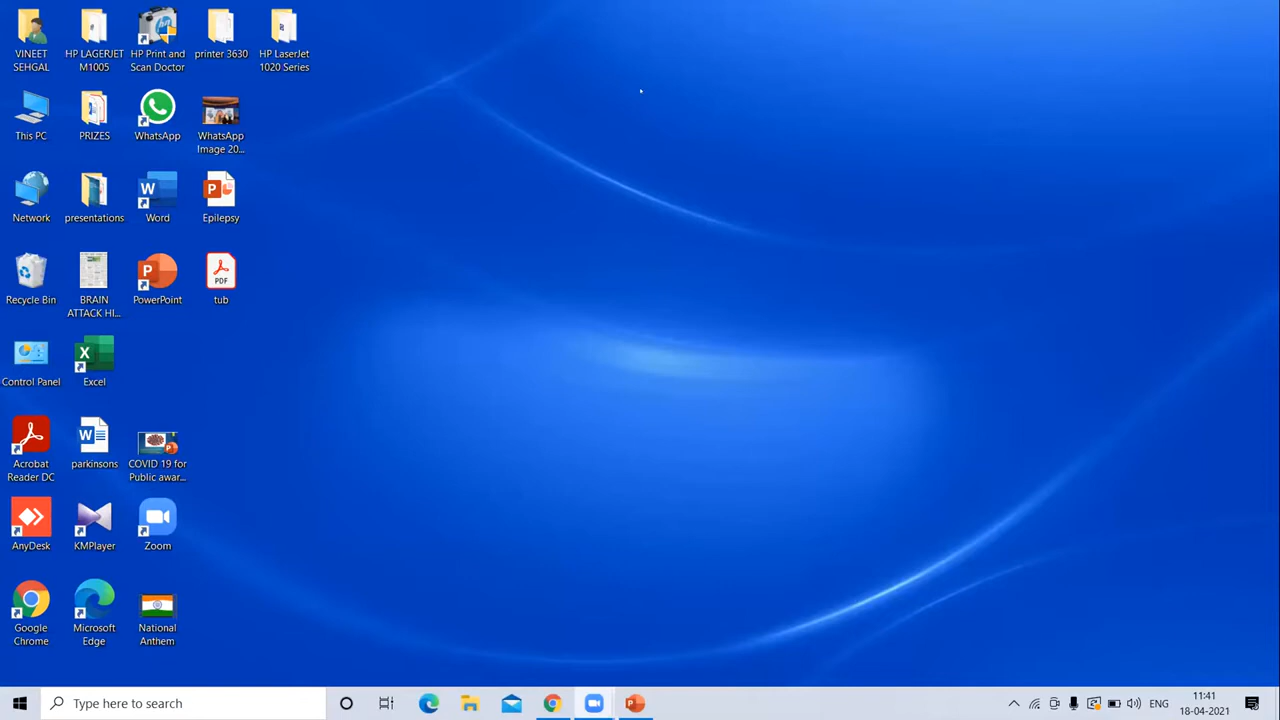 VINEET
SEHGAL
HP LAGERJET
M1005
HP Print and
Scan Doctor
printer 3630
HP LaserJet
1020 Series
This PC
PRIZES
WhatsApp
WhatsApp
Image 20...
Network
presentations
Word
Epilepsy
Recycle Bin
BRAIN
ATTACK HI...
PowerPoint
PDF
tub
Control Panel
Excel
Acrobat
Reader DC
parkinsons
COVID 19 for
Public awar...
AnyDesk
KMPlayer
Zoom
Google
Chrome
Microsoft
Edge
National
Anthem
Type here to search
ENG
11:41
18-04-2021